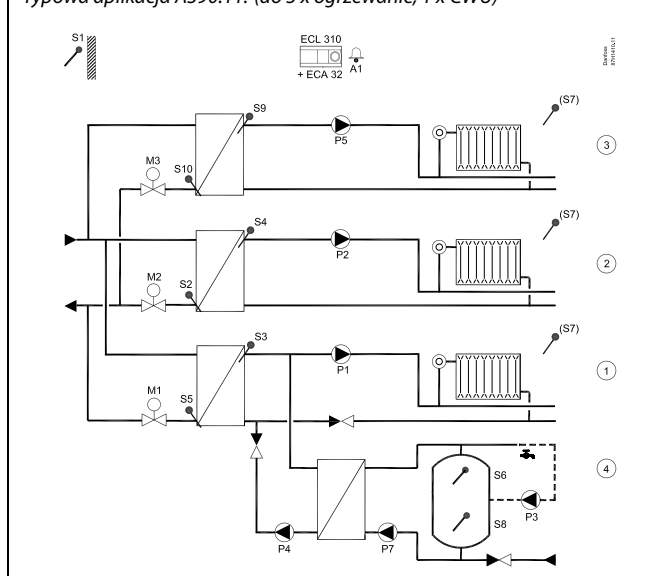 Typowa aplikacja A390.11: (do 3 x ogrzewanie, 1 x CWU)
S1
ECL 310
+ ECA 32
A1
Danfoss
87H1410.11
S9
(S7)
P5
3
M3
S10
S4
(S7)
P2
2
M2
S2
S3
(S7)
P1
1
M1
S5
4
S6
S8
P3
P4
P7